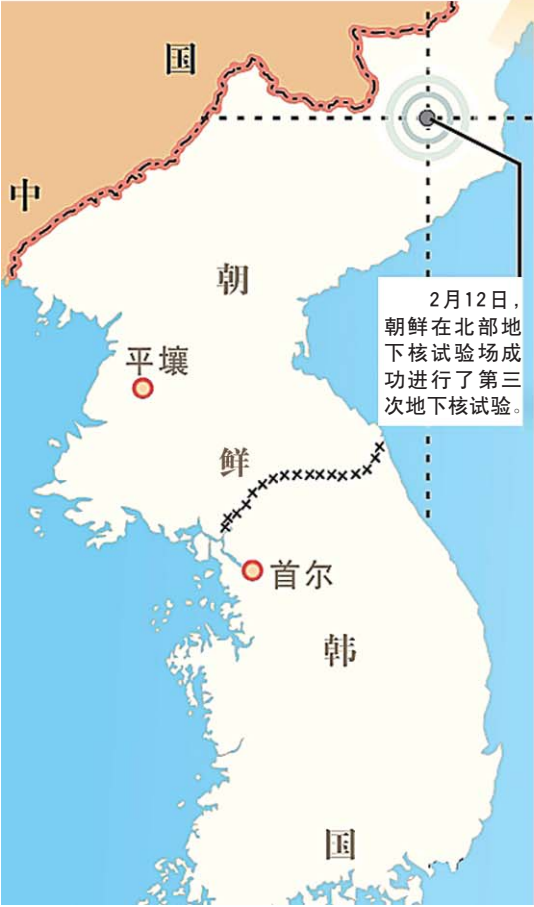 国
中
朝
2月12日，
朝鲜在北部地
下核试验场成
功进行了第三
次地下核试验。
平壤
鲜
首尔
韩
国